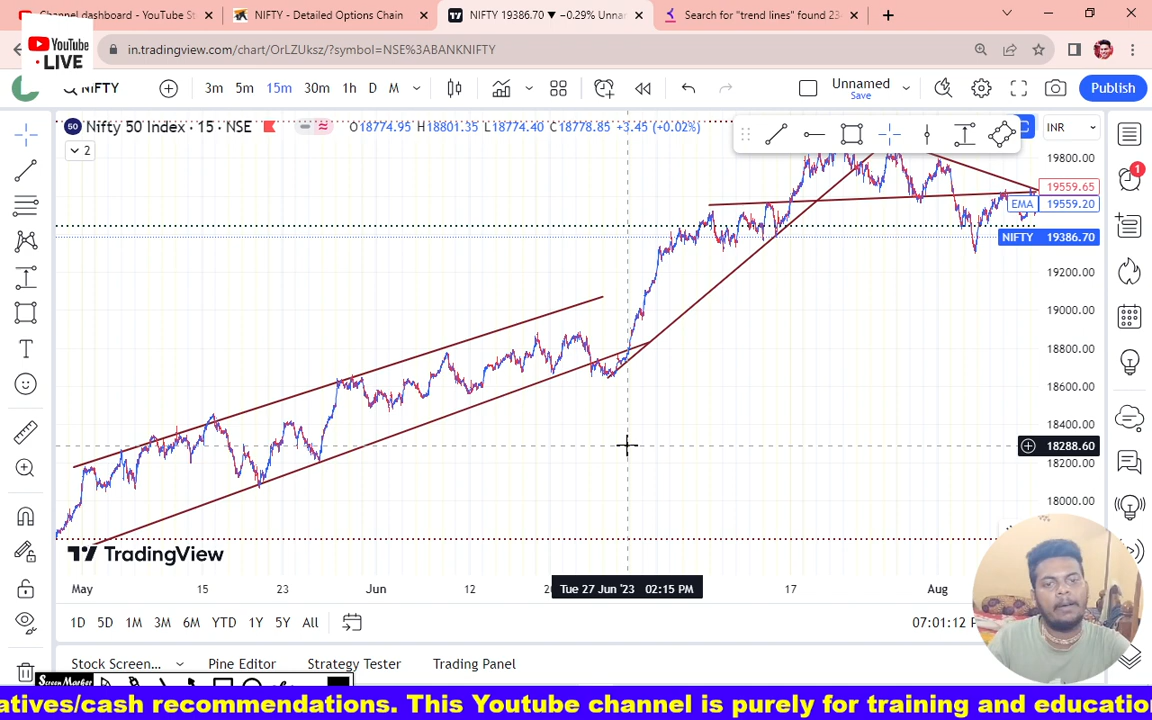 Channel dashboard - YouTube St
NIFTY - Detailed Options Chain
NIFTY 19386.70 ▼ −0.29% Unnar
Search for "trend lines" found 23
YouTube
LIVE
in.tradingview.com/chart/OrLZUksz/?symbol=NSE%3ABANKNIFTY
NIFTY
3m 5m 15m 30m 1h D M
Unnamed
Save
Publish
50 Nifty 50 Index · 15 · NSE
O18774.95 H18801.35 L18774.40 C18778.85 +3.45 (+0.02%)
INR
2
1
19800.00
19559.65
EMA 19559.20
NIFTY 19386.70
19200.00
19000.00
18800.00
18600.00
18400.00
18288.60
18200.00
18000.00
TradingView
May 15 23 Jun 12 Tue 27 Jun '23 02:15 PM 17 Aug
1D 5D 1M 3M 6M YTD 1Y 5Y All
07:01:12
Stock Screen... Pine Editor Strategy Tester Trading Panel
Screen Marker
atives/cash recommendations. This Youtube channel is purely for training and educatio